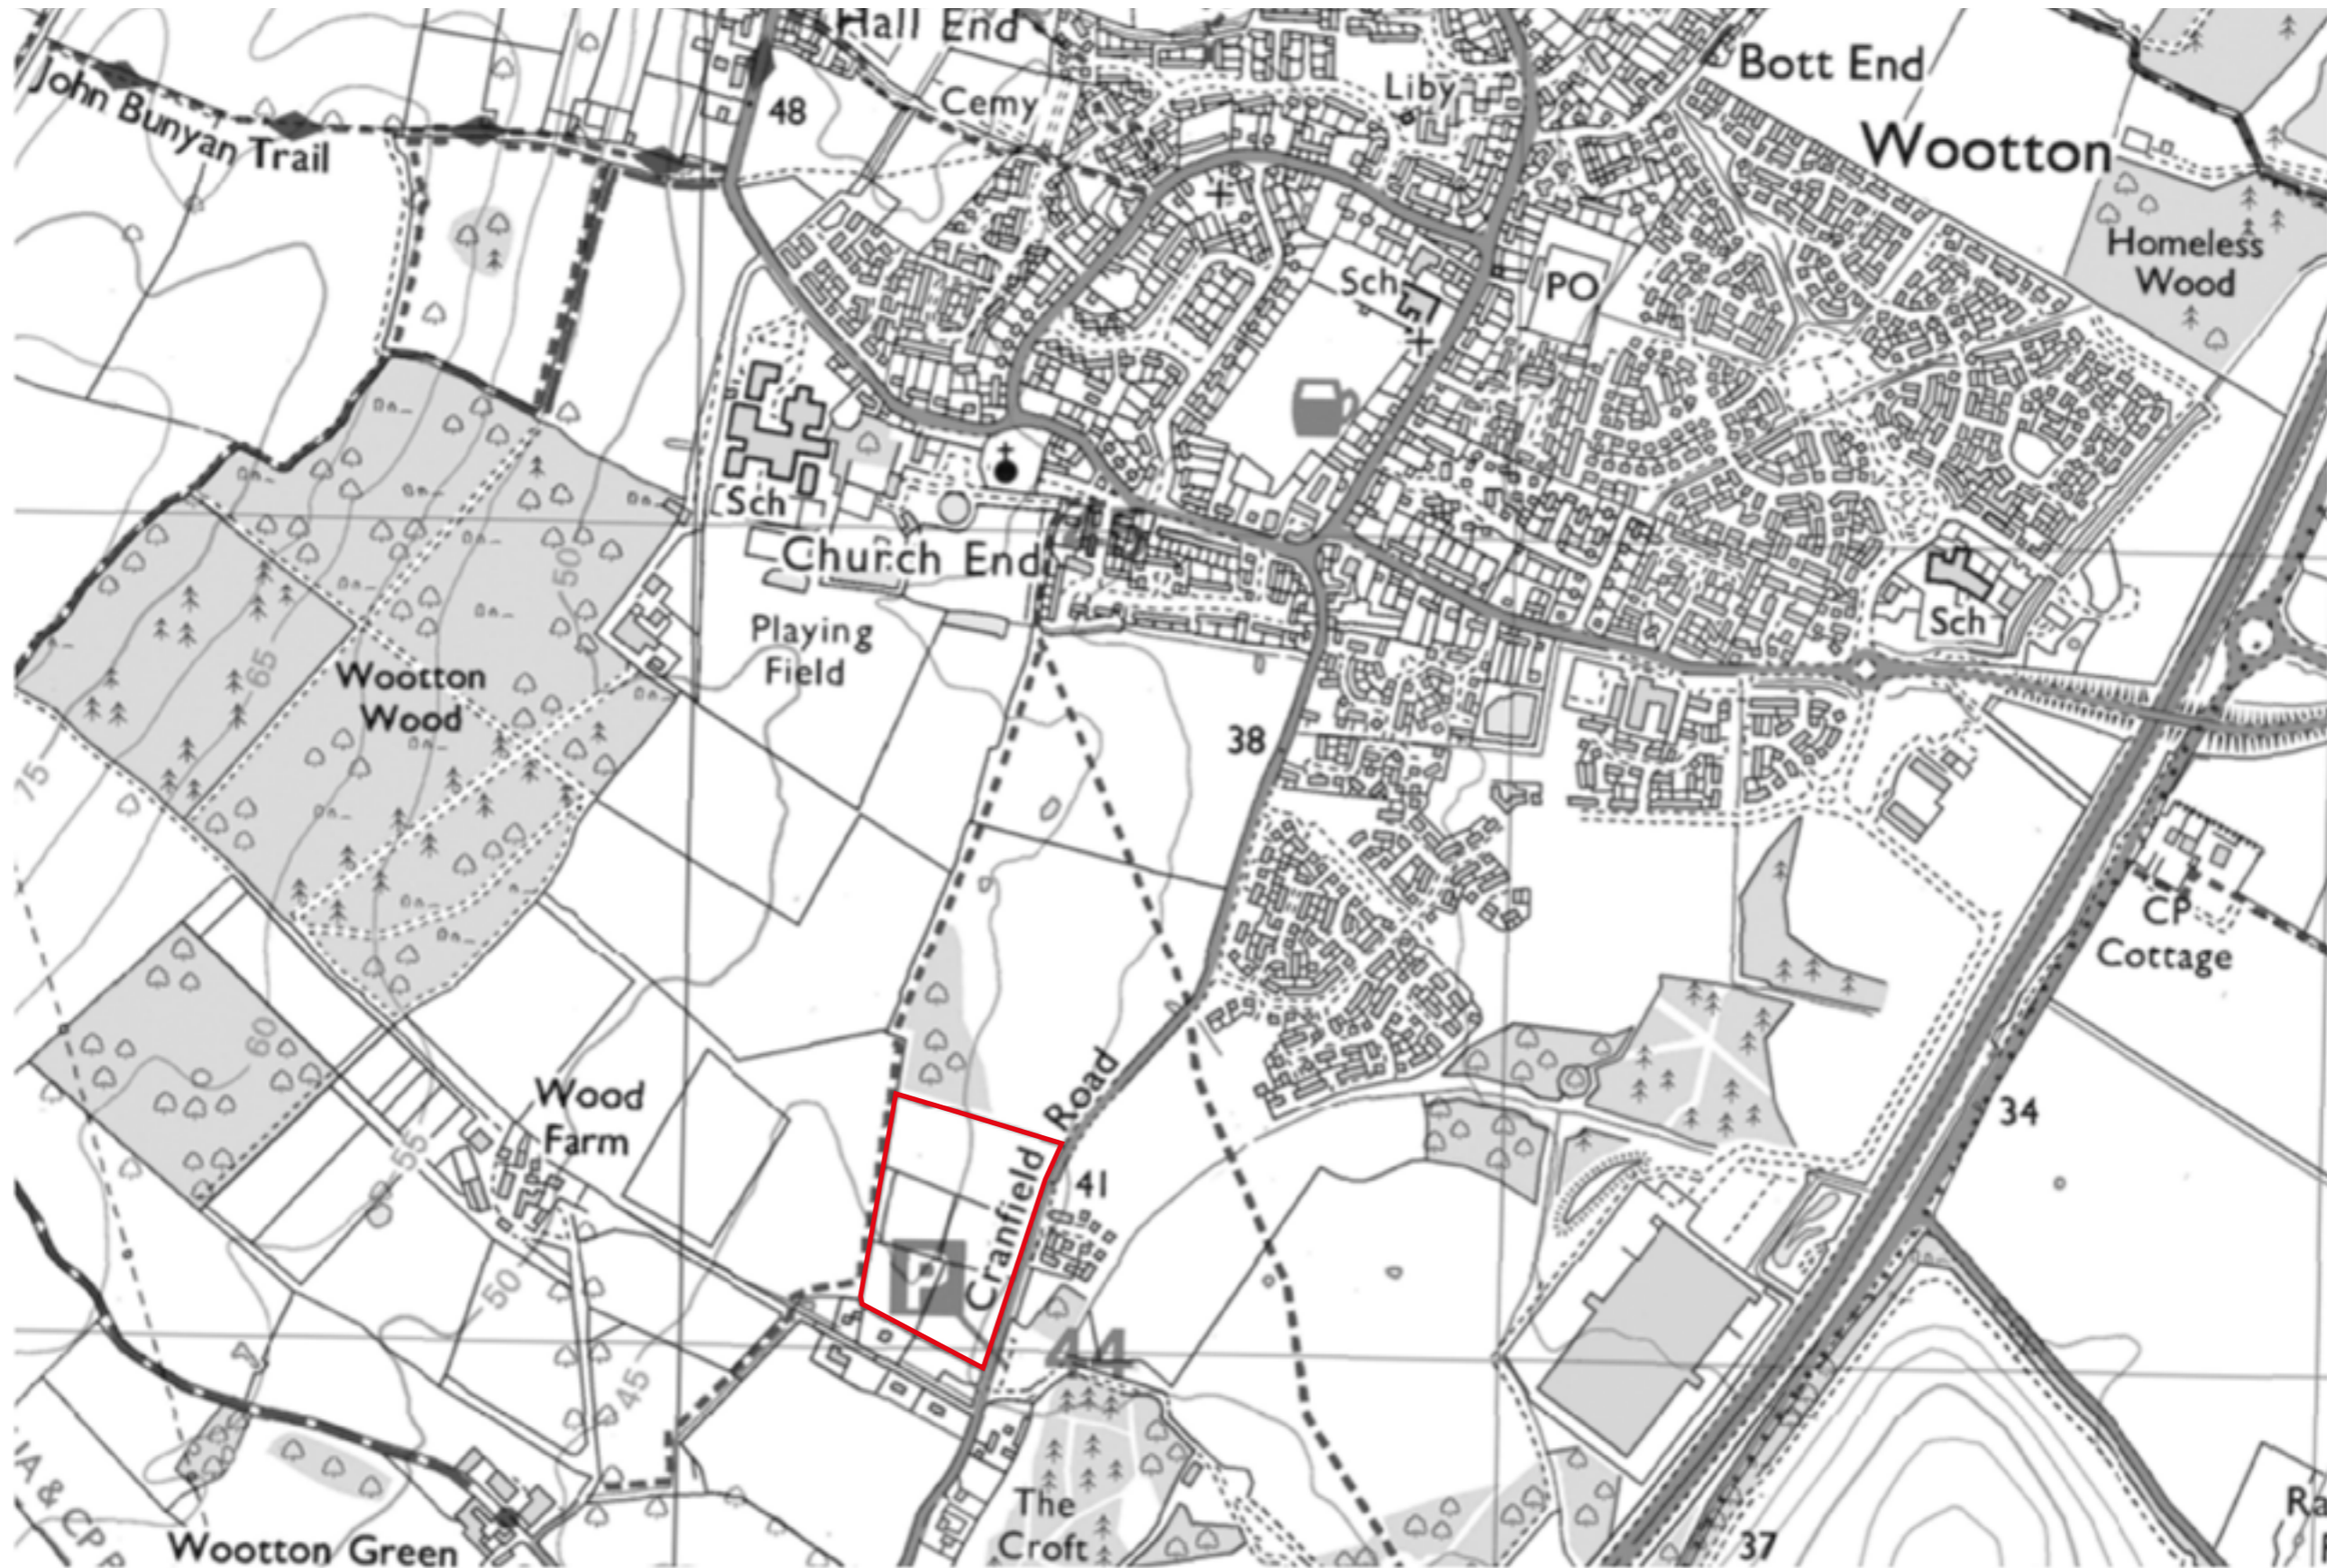 Hall End
Bott End
Liby
John Bunyan Trail
48
Cemy
Wootton
Homeless
Wood
Sch
PO
Sch
Church End
50
Sch
Playing
Field
65
Wootton
Wood
38
75
CP
Cottage
60
Wood
Farm
Cranfield Road
34
41
55
P
50
44
45
The
Croft
Wootton Green
37